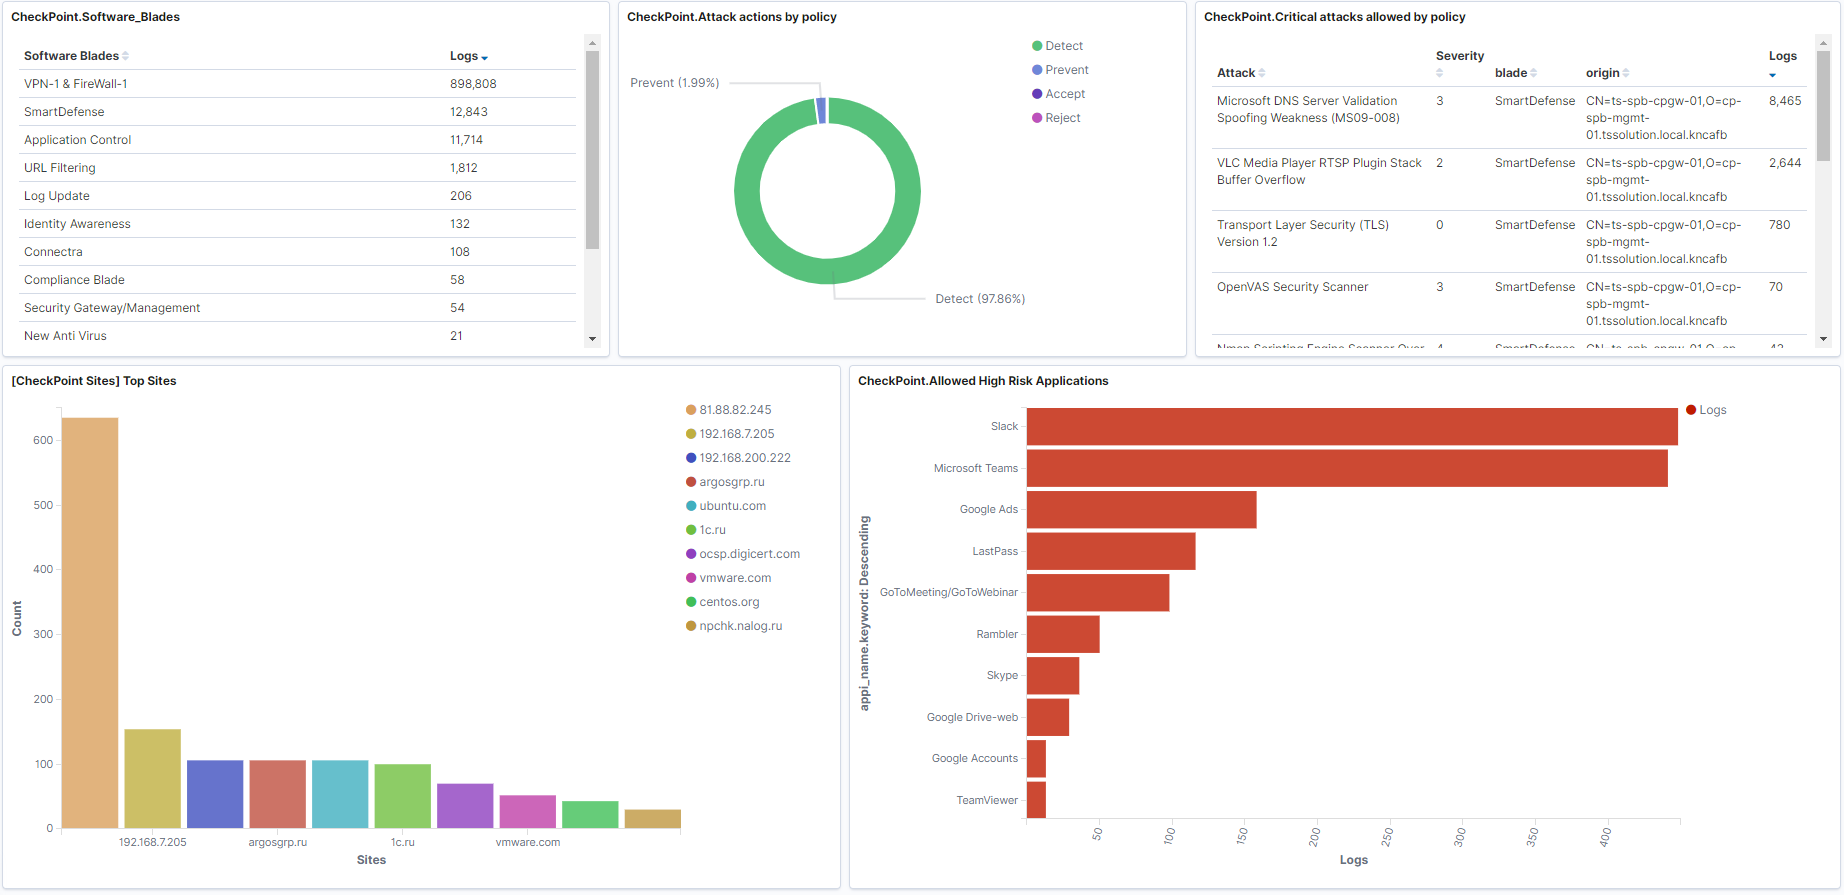 CheckPoint.Software_Blades
Software Blades Logs
VPN-1 & FireWall-1 898,808
SmartDefense 12,843
Application Control 11,714
URL Filtering 1,812
Log Update 206
Identity Awareness 132
Connectra 108
Compliance Blade 58
Security Gateway/Management 54
New Anti Virus 21
CheckPoint.Attack actions by policy
Prevent (1.99%)
Detect (97.86%)
Detect
Prevent
Accept
Reject
CheckPoint.Critical attacks allowed by policy
Attack Severity blade origin Logs
Microsoft DNS Server Validation 3 SmartDefense CN=ts-spb-cpgw-01,O=cp- 8,465
Spoofing Weakness (MS09-008) spb-mgmt-
01.tssolution.local.kncafb
VLC Media Player RTSP Plugin Stack 2 SmartDefense CN=ts-spb-cpgw-01,O=cp- 2,644
Buffer Overflow spb-mgmt-
01.tssolution.local.kncafb
Transport Layer Security (TLS) 0 SmartDefense CN=ts-spb-cpgw-01,O=cp- 780
Version 1.2 spb-mgmt-
01.tssolution.local.kncafb
OpenVAS Security Scanner 3 SmartDefense CN=ts-spb-cpgw-01,O=cp- 70
spb-mgmt-
01.tssolution.local.kncafb
[CheckPoint Sites] Top Sites
Count
600
500
400
300
200
100
0
192.168.7.205 argosgrp.ru 1c.ru vmware.com
Sites
81.88.82.245
192.168.7.205
192.168.200.222
argosgrp.ru
ubuntu.com
1c.ru
ocsp.digicert.com
vmware.com
centos.org
npchk.nalog.ru
CheckPoint.Allowed High Risk Applications
appi_name.keyword: Descending
Slack
Microsoft Teams
Google Ads
LastPass
GoToMeeting/GoToWebinar
Rambler
Skype
Google Drive-web
Google Accounts
TeamViewer
50 100 150 200 250 300 350 400
Logs
Logs